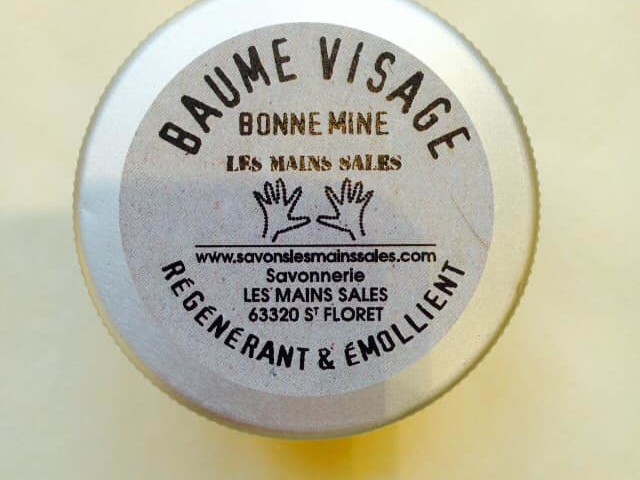 BAUME VISAGE
BONNE MINE
LES MAINS SALES
www.savonslesmainssales.com
Savonnerie
LES MAINS SALES
63320 ST FLORET
RÉGÉNÉRANT & ÉMOLLIENT